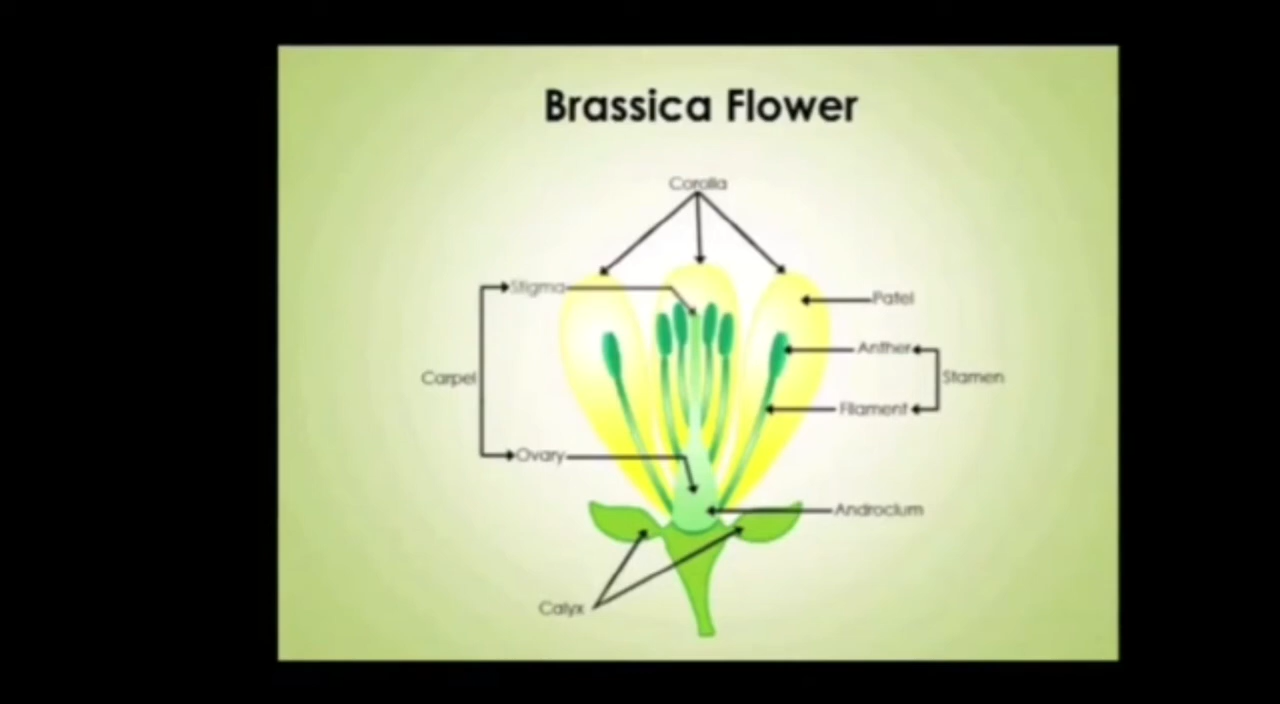 Brassica Flower
Corolla
Stigma
Patel
Anther
Carpel
Stamen
Filament
Ovary
Androcium
Calyx